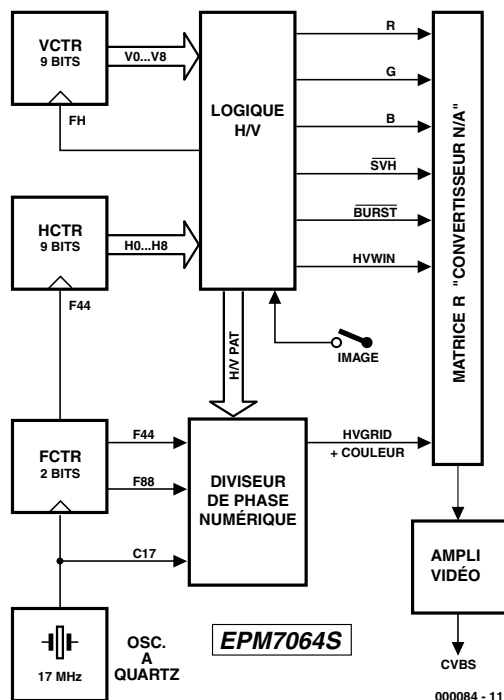 VCTR
9 BITS
V0...V8
FH
LOGIQUE
H/V
R
G
B
SVH
BURST
HVWIN
MATRICE R "CONVERTISSEUR N/A"
HCTR
9 BITS
H0...H8
F44
H/V PAT
IMAGE
FCTR
2 BITS
F44
F88
C17
DIVISEUR
DE PHASE
NUMÉRIQUE
HVGRID
+ COULEUR
AMPLI
VIDÉO
17 MHz
OSC.
A
QUARTZ
EPM7064S
CVBS
000084 - 11